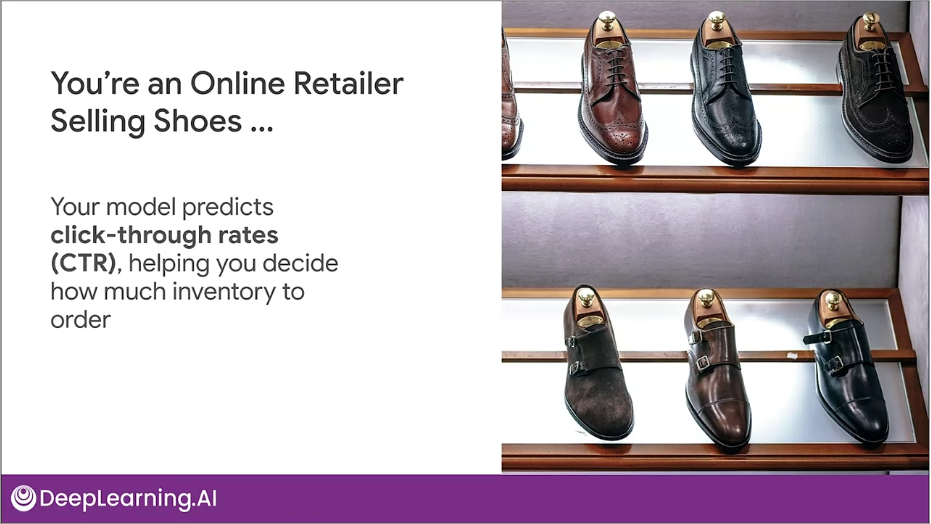 You're an Online Retailer
Selling Shoes ...
Your model predicts
click-through rates
(CTR), helping you decide
how much inventory to
order
DeepLearning.AI